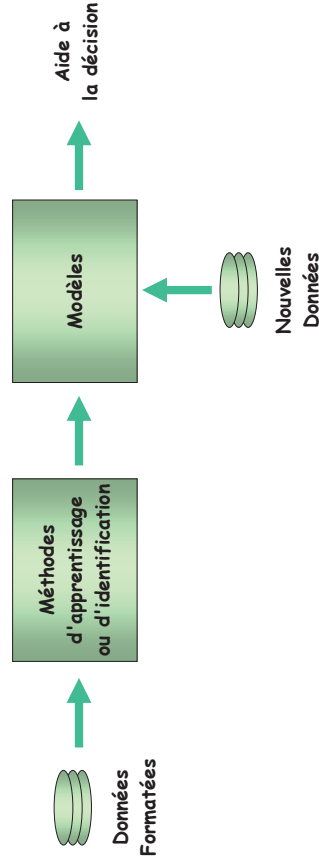 Données
Formatées
Méthodes
d'apprentissage
ou d'identification
Modèles
Nouvelles
Données
Aide à
la décision